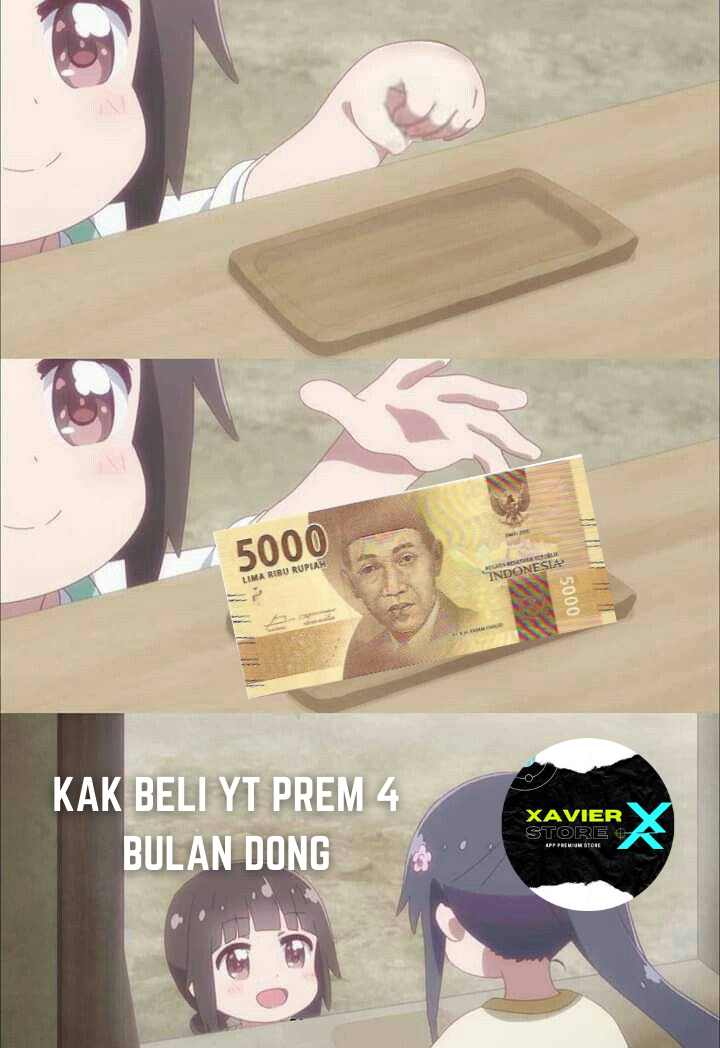 5000
LIMA RIBU RUPIAH
INDONESIA
5000
KAK BELI YT PREM 4
BULAN DONG
XAVIER
STORE
X
APP PREMIUM STORE